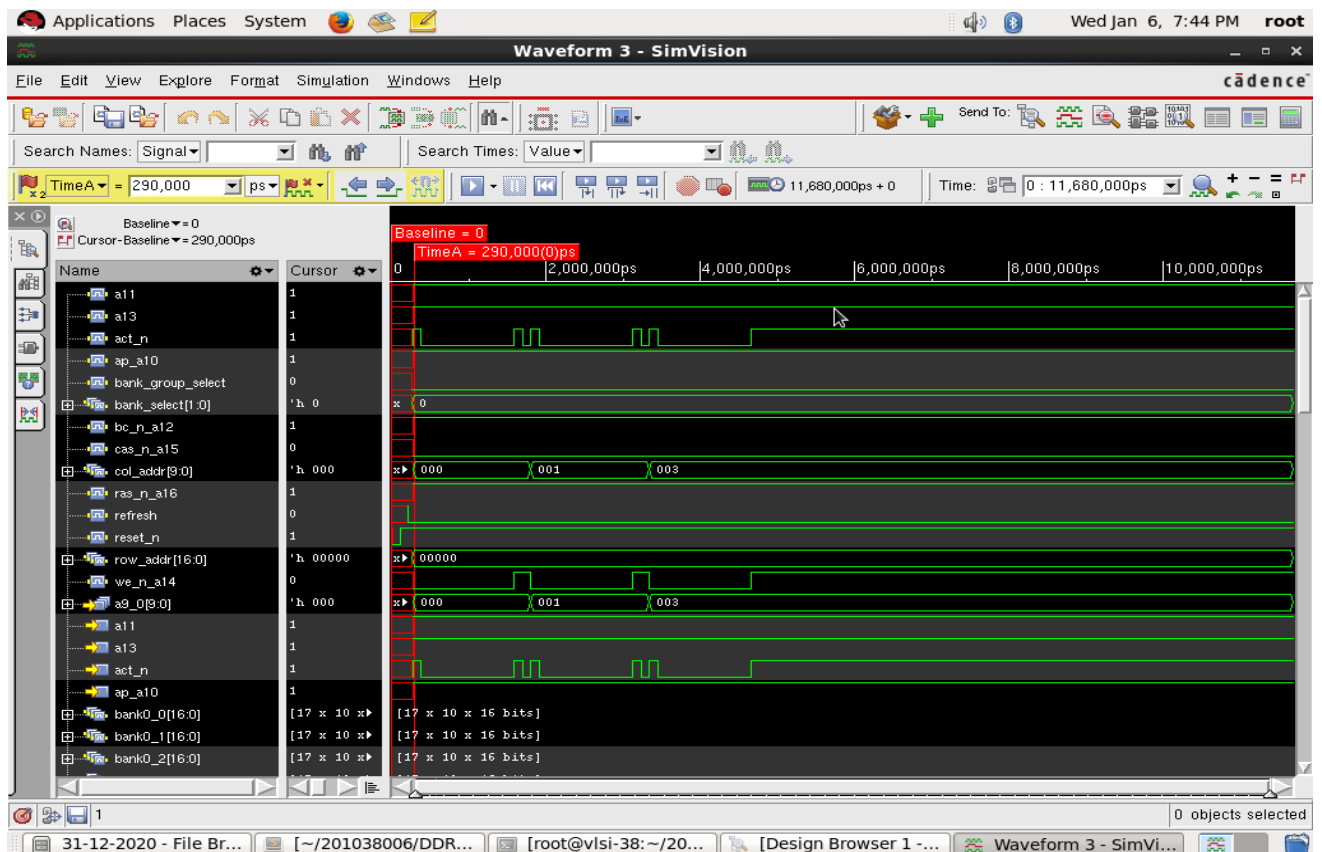 Applications Places System Wed Jan 6, 7:44 PM root
Waveform 3 - SimVision
File Edit View Explore Format Simulation Windows Help cādence
Send To:
Search Names: Signal Search Times: Value
x2 TimeA = 290,000 ps 11,680,000ps + 0 Time: 0 : 11,680,000ps
Baseline = 0
Cursor-Baseline = 290,000ps
Baseline = 0
TimeA = 290,000(0)ps
Name Cursor 0 2,000,000ps 4,000,000ps 6,000,000ps 8,000,000ps 10,000,000ps
a11 1
a13 1
act_n 1
ap_a10 1
bank_group_select 0
bank_select[1:0] 'h 0 x 0
bc_n_a12 1
cas_n_a15 0
col_addr[9:0] 'h 000 x 000 001 003
ras_n_a16 1
refresh 0
reset_n 1
row_addr[16:0] 'h 00000 x 00000
we_n_a14 0
a9_0[9:0] 'h 000 x 000 001 003
a11 1
a13 1
act_n 1
ap_a10 1
bank0_0[16:0] [17 x 10 x [17 x 10 x 16 bits]
bank0_1[16:0] [17 x 10 x [17 x 10 x 16 bits]
bank0_2[16:0] [17 x 10 x [17 x 10 x 16 bits]
1 0 objects selected
31-12-2020 - File Br... [~/201038006/DDR... [root@vlsi-38:~/20... [Design Browser 1 -... Waveform 3 - SimVi...